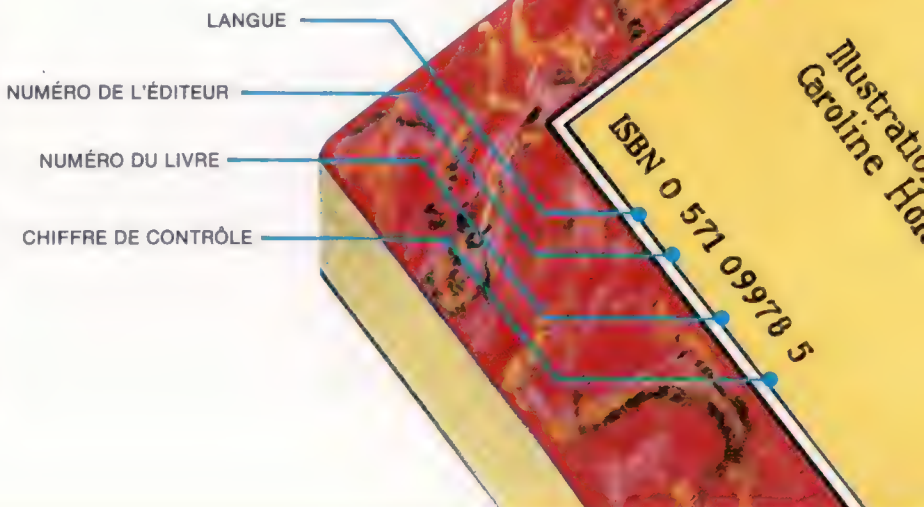 LANGUE
NUMÉRO DE L'ÉDITEUR
NUMÉRO DU LIVRE
CHIFFRE DE CONTRÔLE
ISBN 0 571 09978 5
Caroline